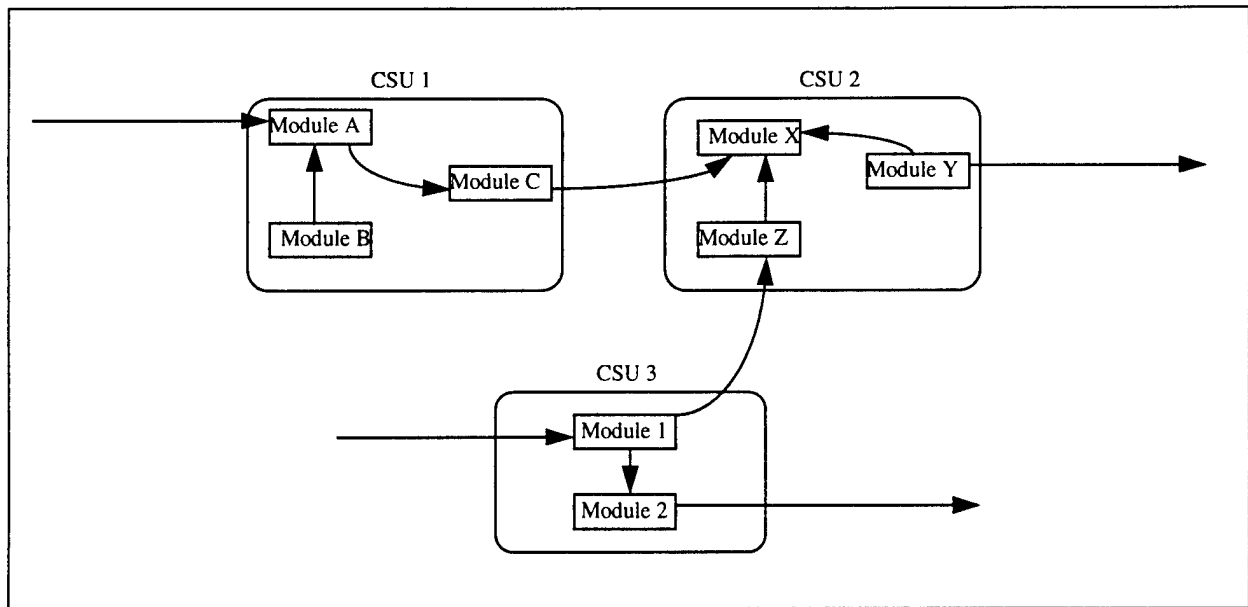 CSU 1
CSU 2
Module A
Module X
Module C
Module Y
Module B
Module Z
CSU 3
Module 1
Module 2